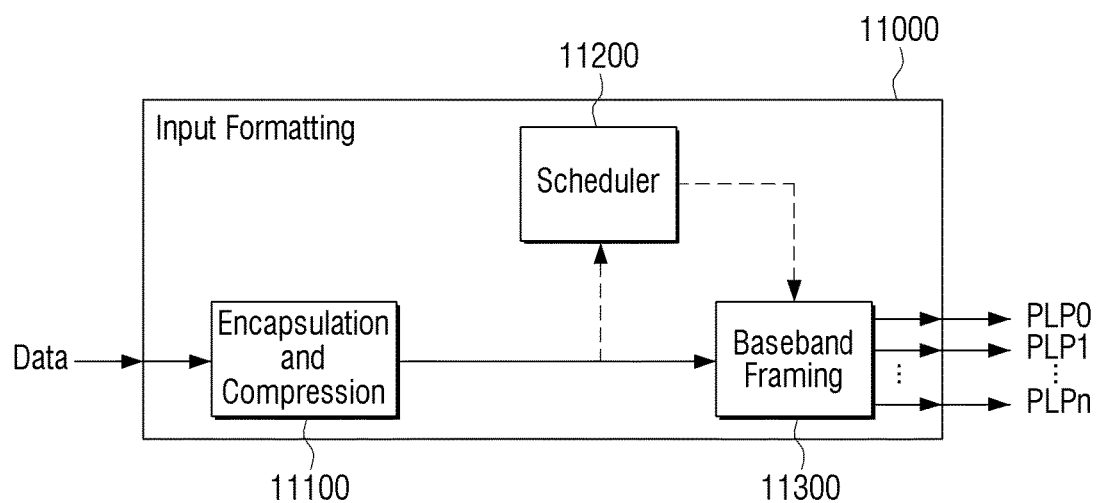 11000
11200
Input Formatting
Scheduler
Data
Encapsulation
and
Compression
Baseband
Framing
PLP0
PLP1
⋮
⋮
PLPn
11100
11300